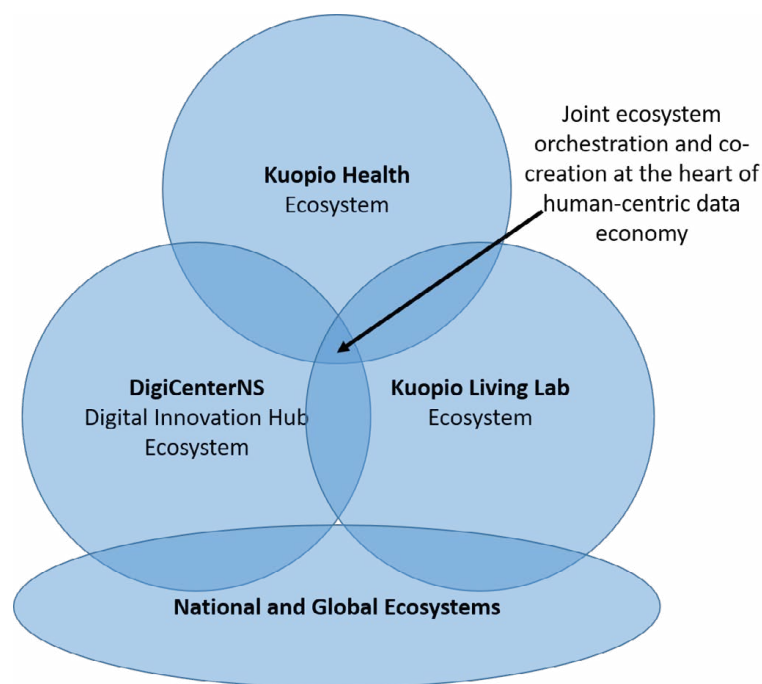 Joint ecosystem
orchestration and co-
creation at the heart of
human-centric data
economy
Kuopio Health
Ecosystem
DigiCenterNS
Digital Innovation Hub
Ecosystem
Kuopio Living Lab
Ecosystem
National and Global Ecosystems